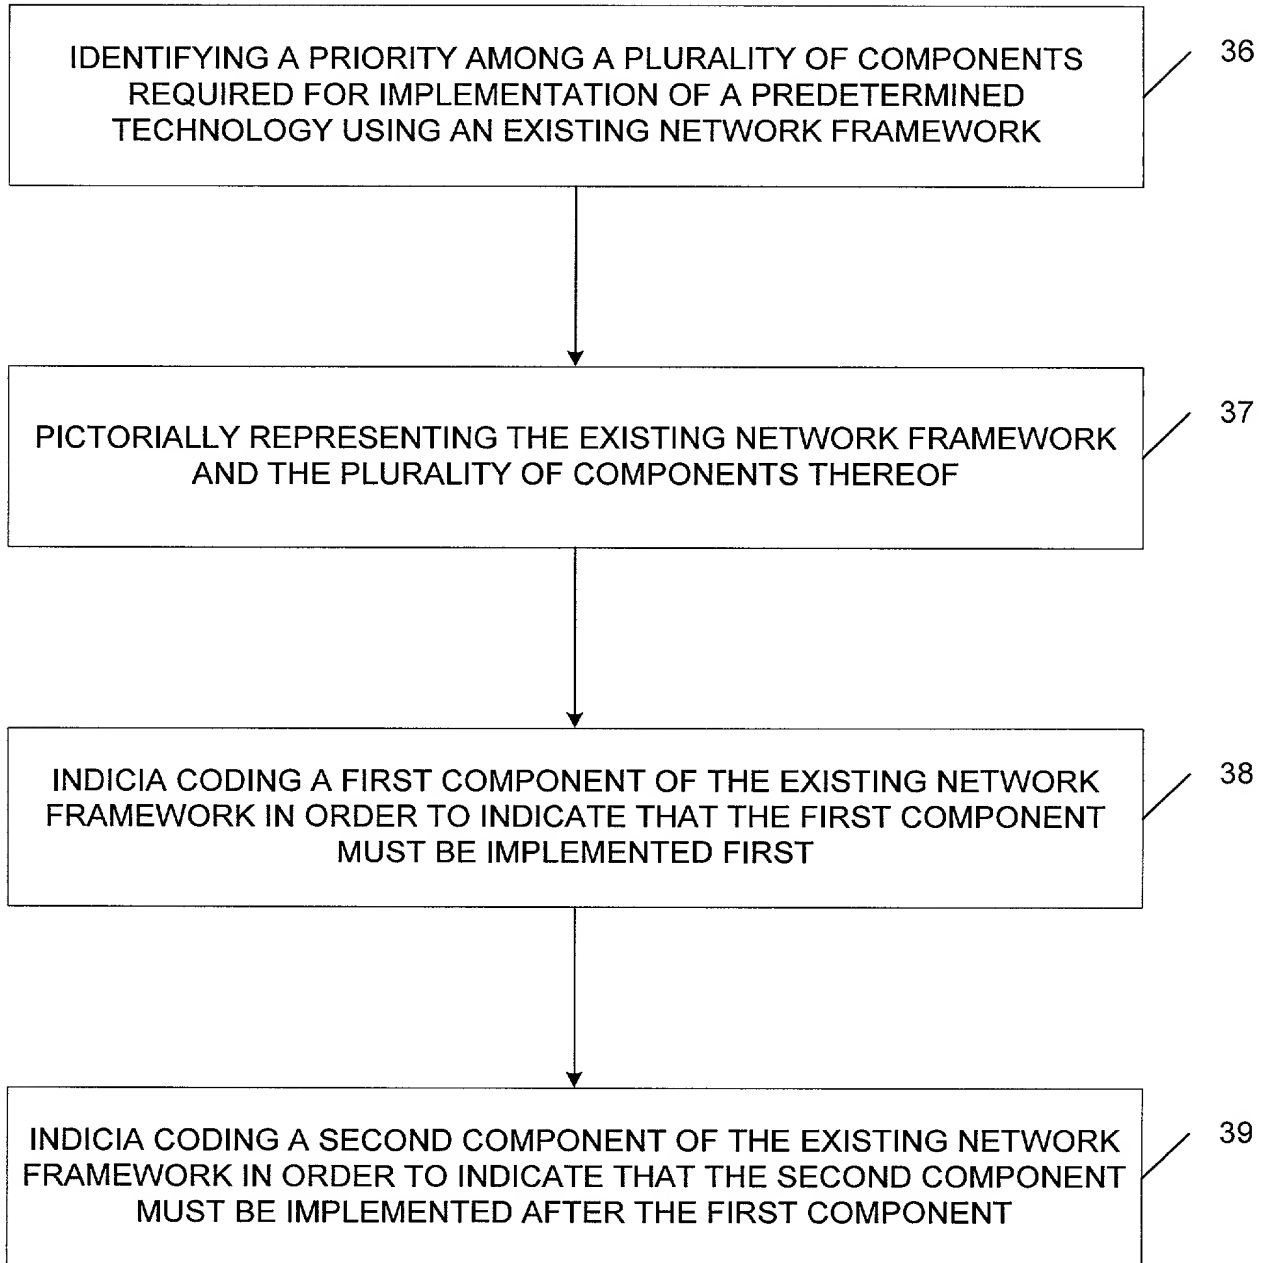 IDENTIFYING A PRIORITY AMONG A PLURALITY OF COMPONENTS
REQUIRED FOR IMPLEMENTATION OF A PREDETERMINED
TECHNOLOGY USING AN EXISTING NETWORK FRAMEWORK
36
PICTORIALLY REPRESENTING THE EXISTING NETWORK FRAMEWORK
AND THE PLURALITY OF COMPONENTS THEREOF
37
INDICIA CODING A FIRST COMPONENT OF THE EXISTING NETWORK
FRAMEWORK IN ORDER TO INDICATE THAT THE FIRST COMPONENT
MUST BE IMPLEMENTED FIRST
38
INDICIA CODING A SECOND COMPONENT OF THE EXISTING NETWORK
FRAMEWORK IN ORDER TO INDICATE THAT THE SECOND COMPONENT
MUST BE IMPLEMENTED AFTER THE FIRST COMPONENT
39